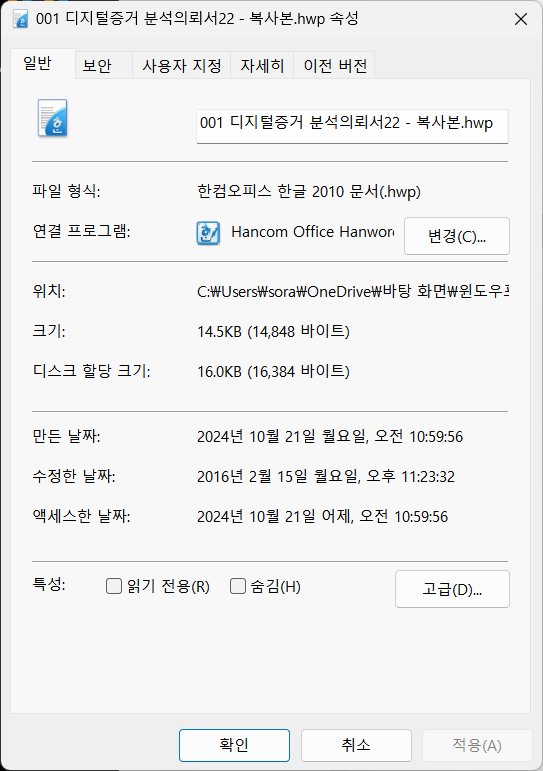 001 디지털증거 분석의뢰서22 - 복사본.hwp 속성
일반 보안 사용자 지정 자세히 이전 버전
001 디지털증거 분석의뢰서22 - 복사본.hwp
파일 형식: 한컴오피스 한글 2010 문서(.hwp)
연결 프로그램: Hancom Office Hanword 변경(C)...
위치: C:₩Users₩sora₩OneDrive₩바탕 화면₩윈도우포
크기: 14.5KB (14,848 바이트)
디스크 할당 크기: 16.0KB (16,384 바이트)
만든 날짜: 2024년 10월 21일 월요일, 오전 10:59:56
수정한 날짜: 2016년 2월 15일 월요일, 오후 11:23:32
액세스한 날짜: 2024년 10월 21일 어제, 오전 10:59:56
특성: 읽기 전용(R) 숨김(H) 고급(D)...
확인 취소 적용(A)